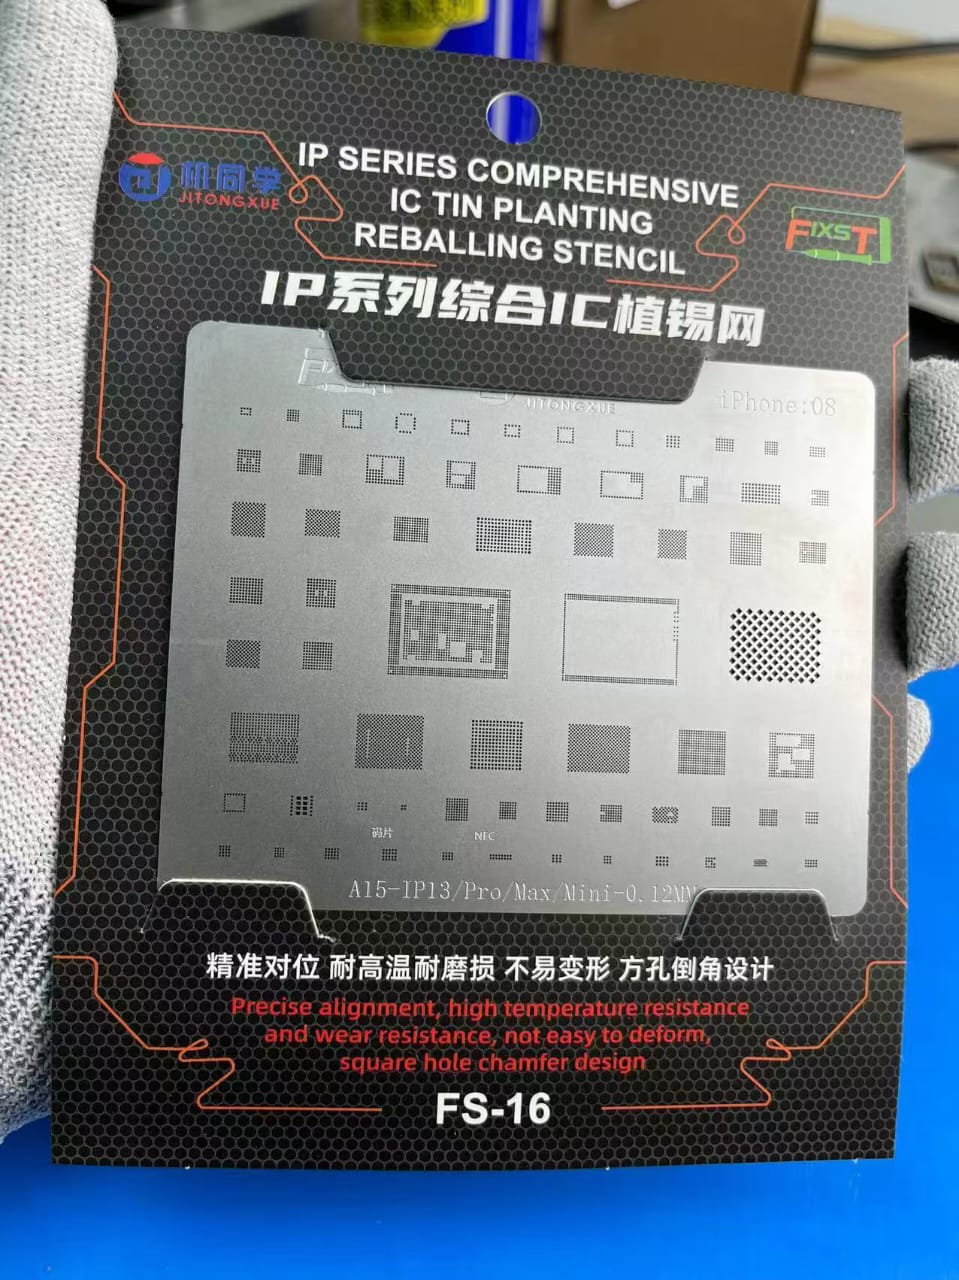 机同学
JITONGXUE
IP SERIES COMPREHENSIVE
IC TIN PLANTING
REBALLING STENCIL
FIXST
IP系列综合IC植锡网
JITONGXUE
iPhone:08
码片
NFC
A15-IP13/Pro/Max/Mini-0.12MM
精准对位 耐高温耐磨损 不易变形 方孔倒角设计
Precise alignment, high temperature resistance
and wear resistance, not easy to deform,
square hole chamfer design
FS-16